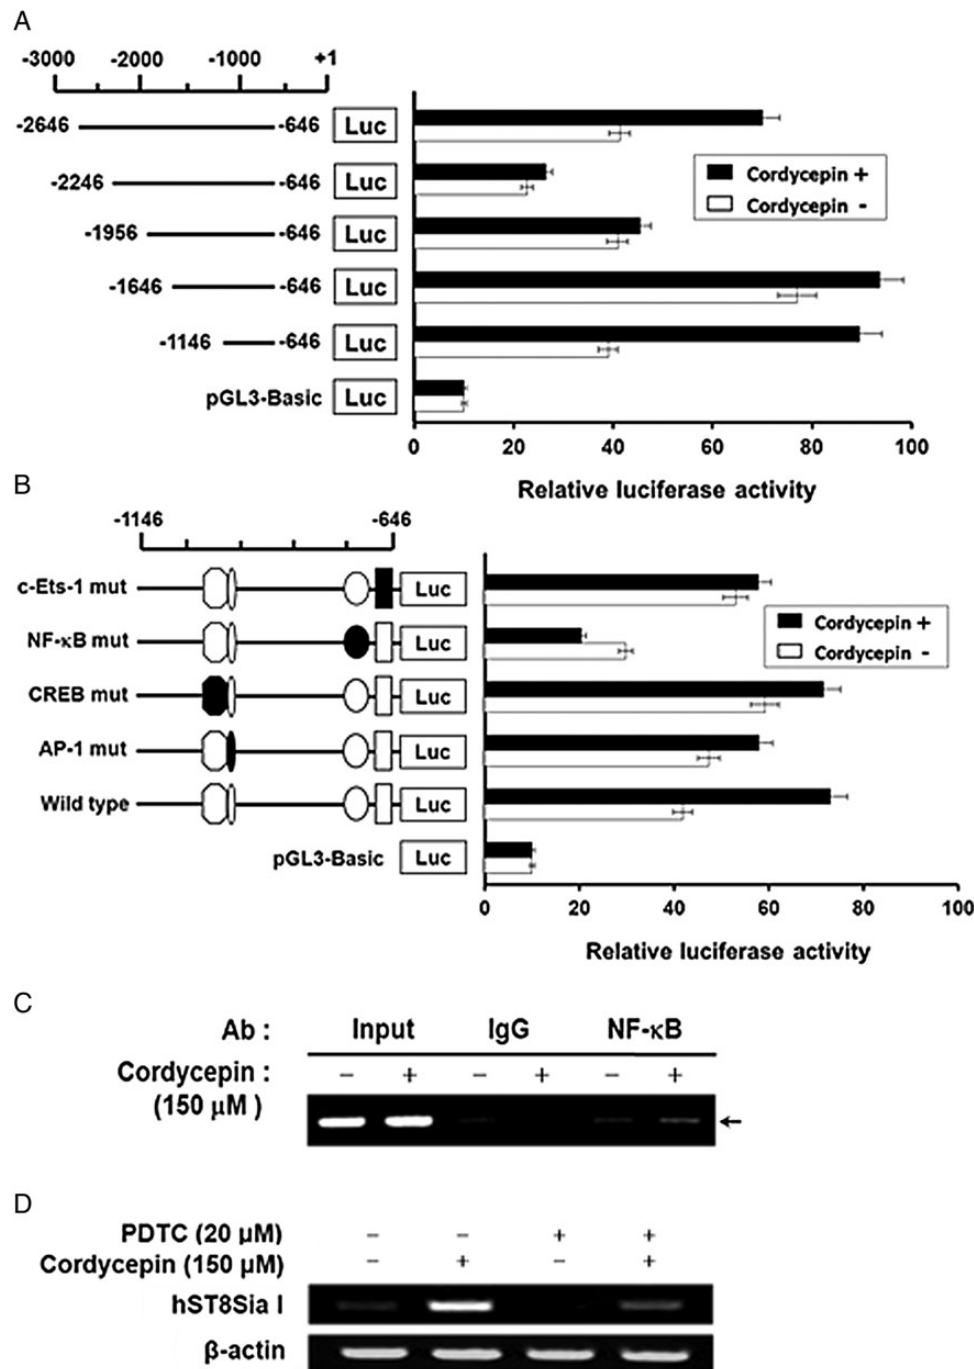 A
-3000 -2000 -1000 +1
-2646 -646 Luc
-2246 -646 Luc
-1956 -646 Luc
-1646 -646 Luc
-1146 -646 Luc
pGL3-Basic Luc
Cordycepin +
Cordycepin -
0 20 40 60 80 100
Relative luciferase activity
B
-1146 -646
c-Ets-1 mut Luc
NF-κB mut Luc
CREB mut Luc
AP-1 mut Luc
Wild type Luc
pGL3-Basic Luc
Cordycepin +
Cordycepin -
0 20 40 60 80 100
Relative luciferase activity
C
Ab : Input IgG NF-κB
Cordycepin : - + - + - +
(150 μM )
D
PDTC (20 μM) - - + +
Cordycepin (150 μM) - + - +
hST8Sia I
β-actin